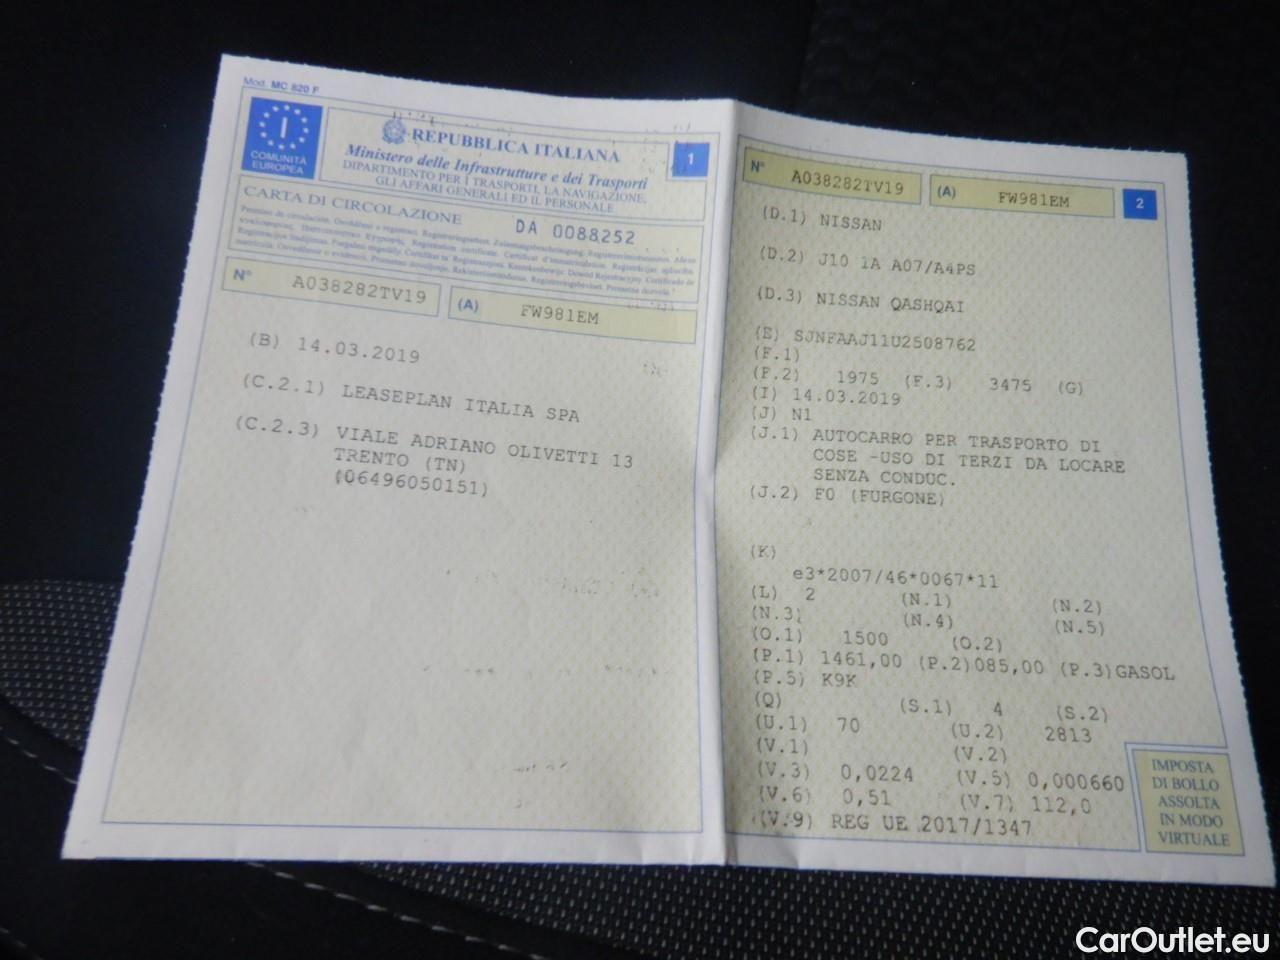 Mod. MC 820 F
I
COMUNITÀ
EUROPEA
REPUBBLICA ITALIANA
1
Ministero delle Infrastrutture e dei Trasporti
DIPARTIMENTO PER I TRASPORTI, LA NAVIGAZIONE,
GLI AFFARI GENERALI ED IL PERSONALE
CARTA DI CIRCOLAZIONE
DA 0088252
N° A038282TV19 (A) FW981EM
(B) 14.03.2019
(C.2.1) LEASEPLAN ITALIA SPA
(C.2.3) VIALE ADRIANO OLIVETTI 13
TRENTO (TN)
(06496050151)
N° A038282TV19 (A) FW981EM 2
(D.1) NISSAN
(D.2) J10 1A A07/A4PS
(D.3) NISSAN QASHQAI
(E) SJNFAAJ11U2508762
(F.1)
(F.2) 1975 (F.3) 3475 (G)
(I) 14.03.2019
(J) N1
(J.1) AUTOCARRO PER TRASPORTO DI
COSE -USO DI TERZI DA LOCARE
SENZA CONDUC.
(J.2) F0 (FURGONE)
(K)
e3*2007/46*0067*11
(L) 2 (N.1) (N.2)
(N.3) (N.4) (N.5)
(O.1) 1500 (O.2)
(P.1) 1461,00 (P.2)085,00 (P.3)GASOL
(P.5) K9K
(Q) (S.1) 4 (S.2)
(U.1) 70 (U.2) 2813
(V.1) (V.2)
(V.3) 0,0224 (V.5) 0,000660
(V.6) 0,51 (V.7) 112,0
(V.9) REG UE 2017/1347
IMPOSTA
DI BOLLO
ASSOLTA
IN MODO
VIRTUALE
CarOutlet.eu